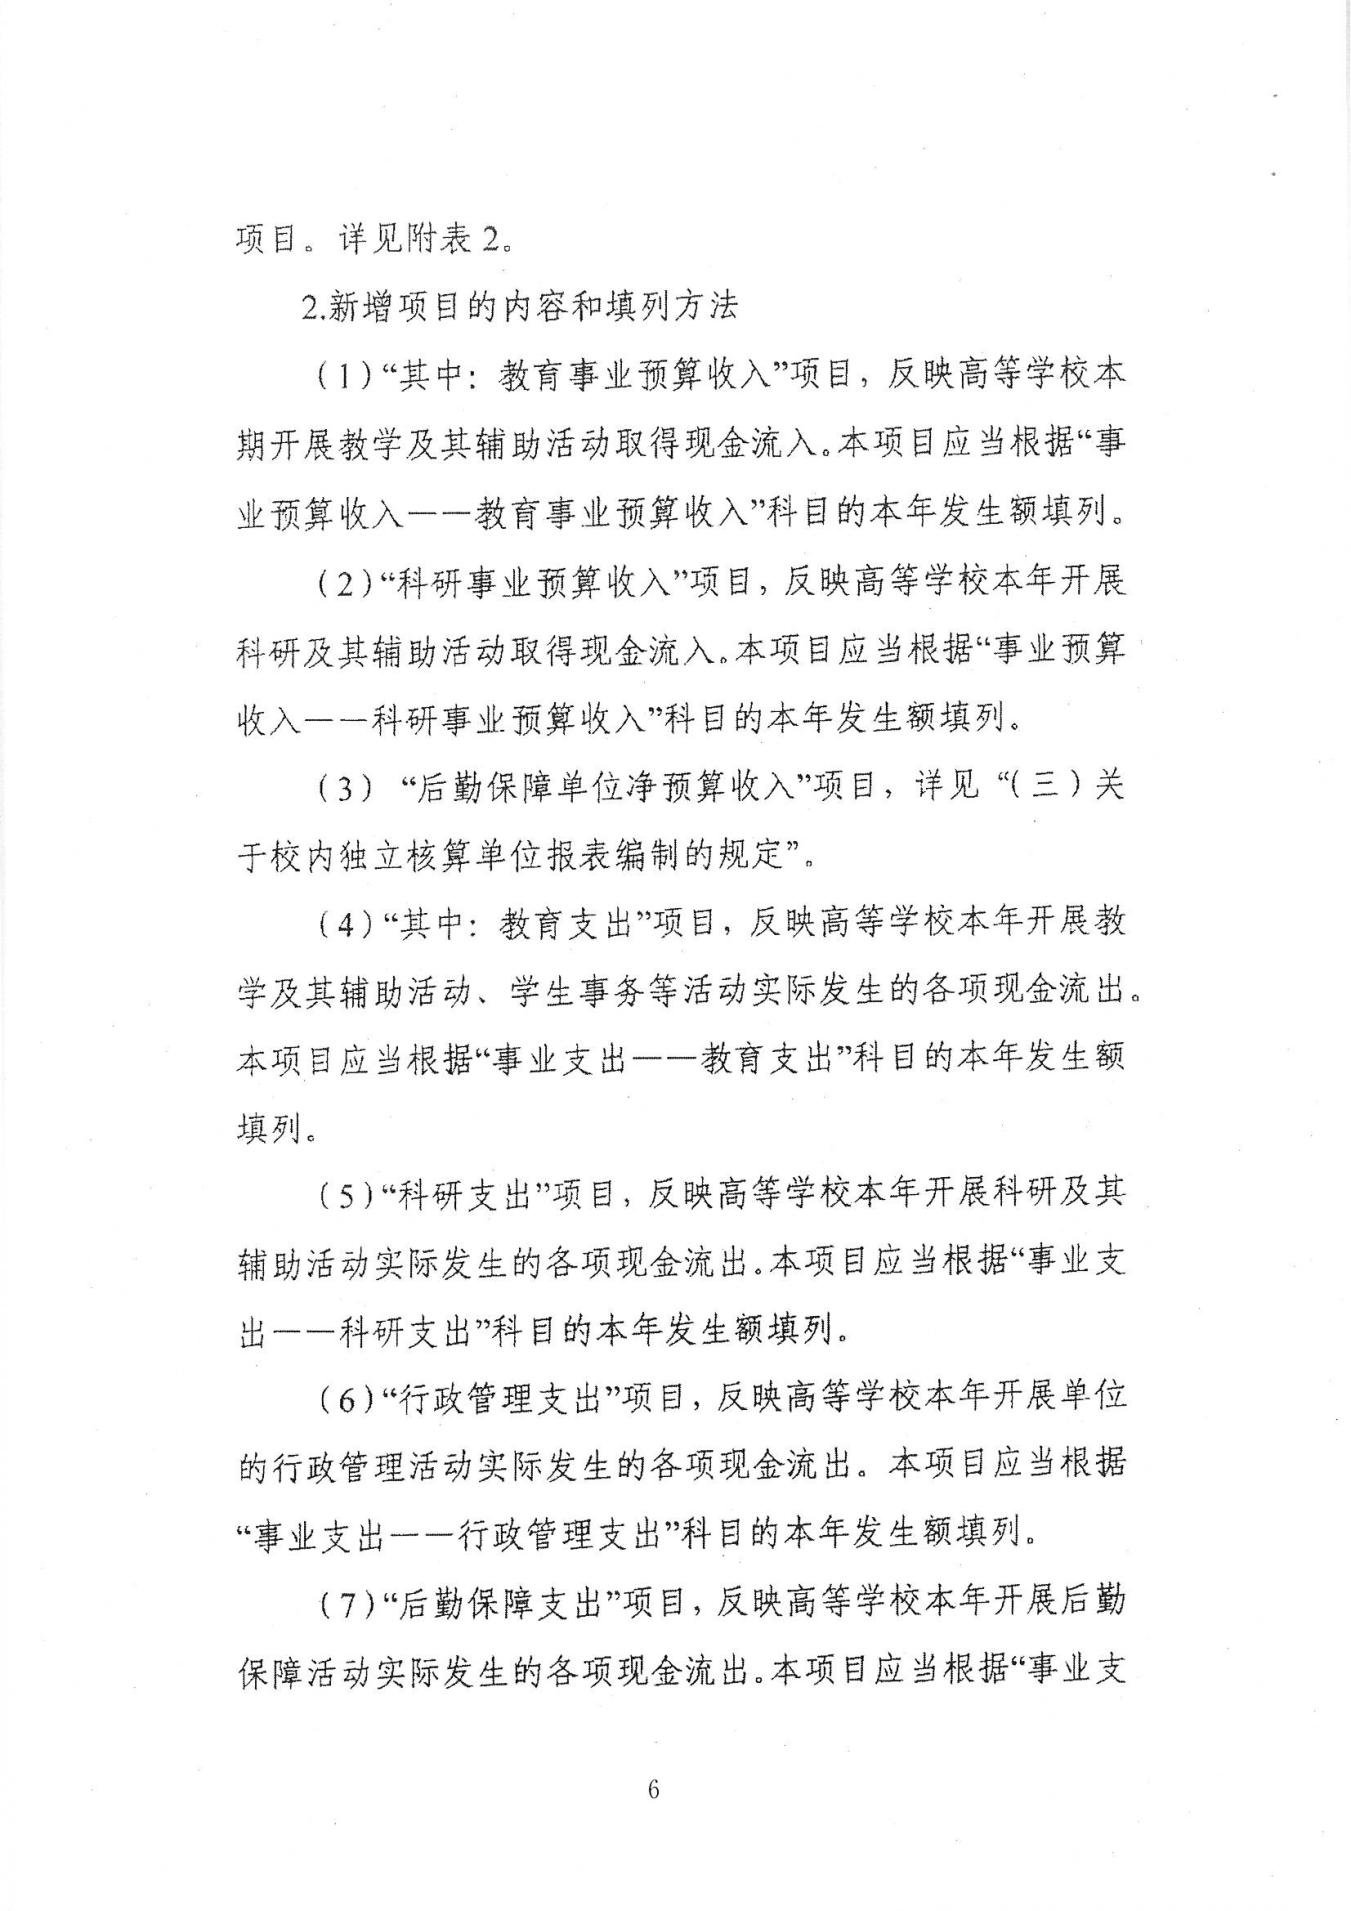 项目。详见附表 2。
2.新增项目的内容和填列方法
（1）“其中：教育事业预算收入”项目，反映高等学校本
期开展教学及其辅助活动取得现金流入。本项目应当根据“事
业预算收入——教育事业预算收入”科目的本年发生额填列。
（2）“科研事业预算收入”项目，反映高等学校本年开展
科研及其辅助活动取得现金流入。本项目应当根据“事业预算
收入——科研事业预算收入”科目的本年发生额填列。
（3） “后勤保障单位净预算收入”项目，详见“（三）关
于校内独立核算单位报表编制的规定”。
（4）“其中：教育支出”项目，反映高等学校本年开展教
学及其辅助活动、学生事务等活动实际发生的各项现金流出。
本项目应当根据“事业支出——教育支出”科目的本年发生额
填列。
（5）“科研支出”项目，反映高等学校本年开展科研及其
辅助活动实际发生的各项现金流出。本项目应当根据“事业支
出——科研支出”科目的本年发生额填列。
（6）“行政管理支出”项目，反映高等学校本年开展单位
的行政管理活动实际发生的各项现金流出。本项目应当根据
“事业支出——行政管理支出”科目的本年发生额填列。
（7）“后勤保障支出”项目，反映高等学校本年开展后勤
保障活动实际发生的各项现金流出。本项目应当根据“事业支
6